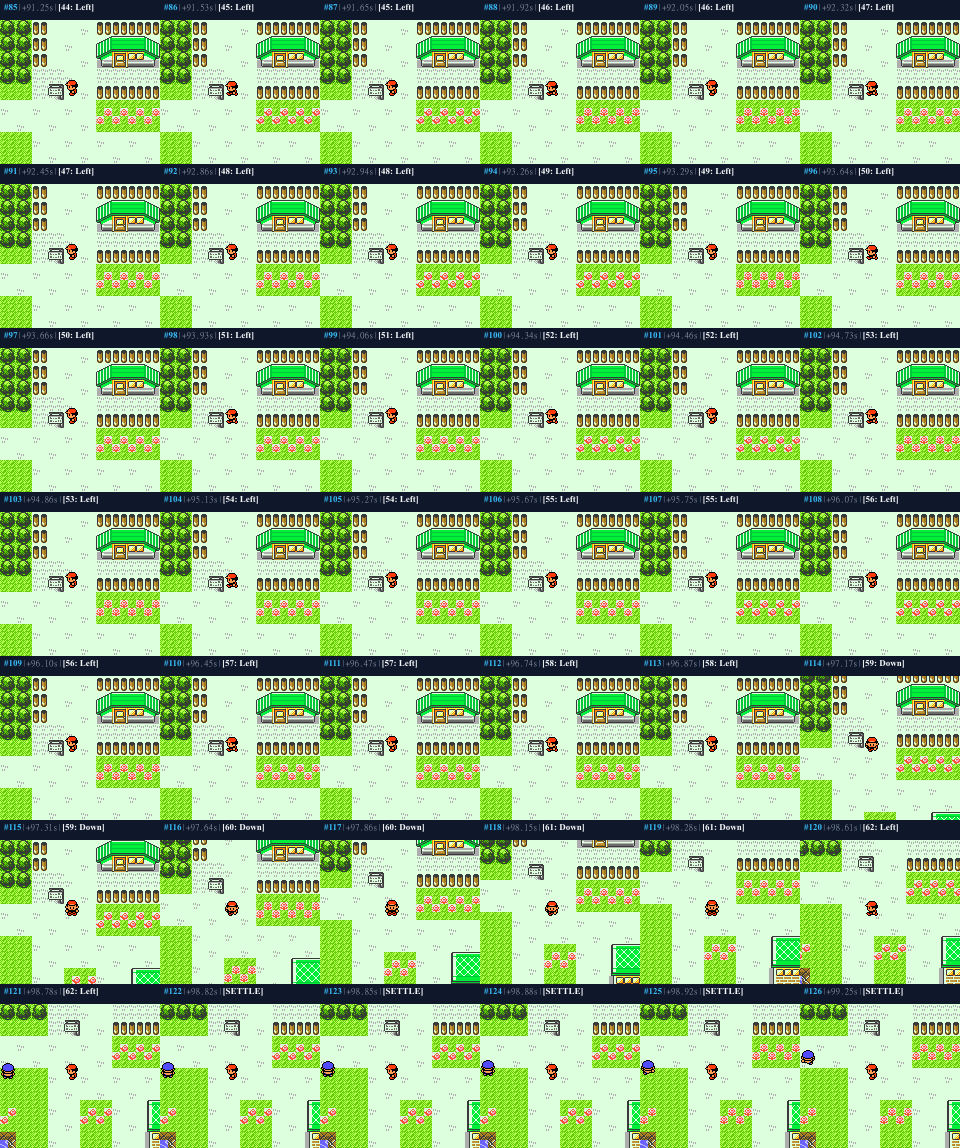 #85|+91.25s|[44: Left] #86|+91.53s|[45: Left] #87|+91.65s|[45: Left] #88|+91.92s|[46: Left] #89|+92.05s|[46: Left] #90|+92.32s|[47: Left]
#91|+92.45s|[47: Left] #92|+92.86s|[48: Left] #93|+92.94s|[48: Left] #94|+93.26s|[49: Left] #95|+93.29s|[49: Left] #96|+93.64s|[50: Left]
#97|+93.66s|[50: Left] #98|+93.93s|[51: Left] #99|+94.06s|[51: Left] #100|+94.34s|[52: Left] #101|+94.46s|[52: Left] #102|+94.73s|[53: Left]
#103|+94.86s|[53: Left] #104|+95.13s|[54: Left] #105|+95.27s|[54: Left] #106|+95.67s|[55: Left] #107|+95.75s|[55: Left] #108|+96.07s|[56: Left]
#109|+96.10s|[56: Left] #110|+96.45s|[57: Left] #111|+96.47s|[57: Left] #112|+96.74s|[58: Left] #113|+96.87s|[58: Left] #114|+97.17s|[59: Down]
#115|+97.31s|[59: Down] #116|+97.64s|[60: Down] #117|+97.86s|[60: Down] #118|+98.15s|[61: Down] #119|+98.28s|[61: Down] #120|+98.61s|[62: Left]
#121|+98.78s|[62: Left] #122|+98.82s|[SETTLE] #123|+98.85s|[SETTLE] #124|+98.88s|[SETTLE] #125|+98.92s|[SETTLE] #126|+99.25s|[SETTLE]